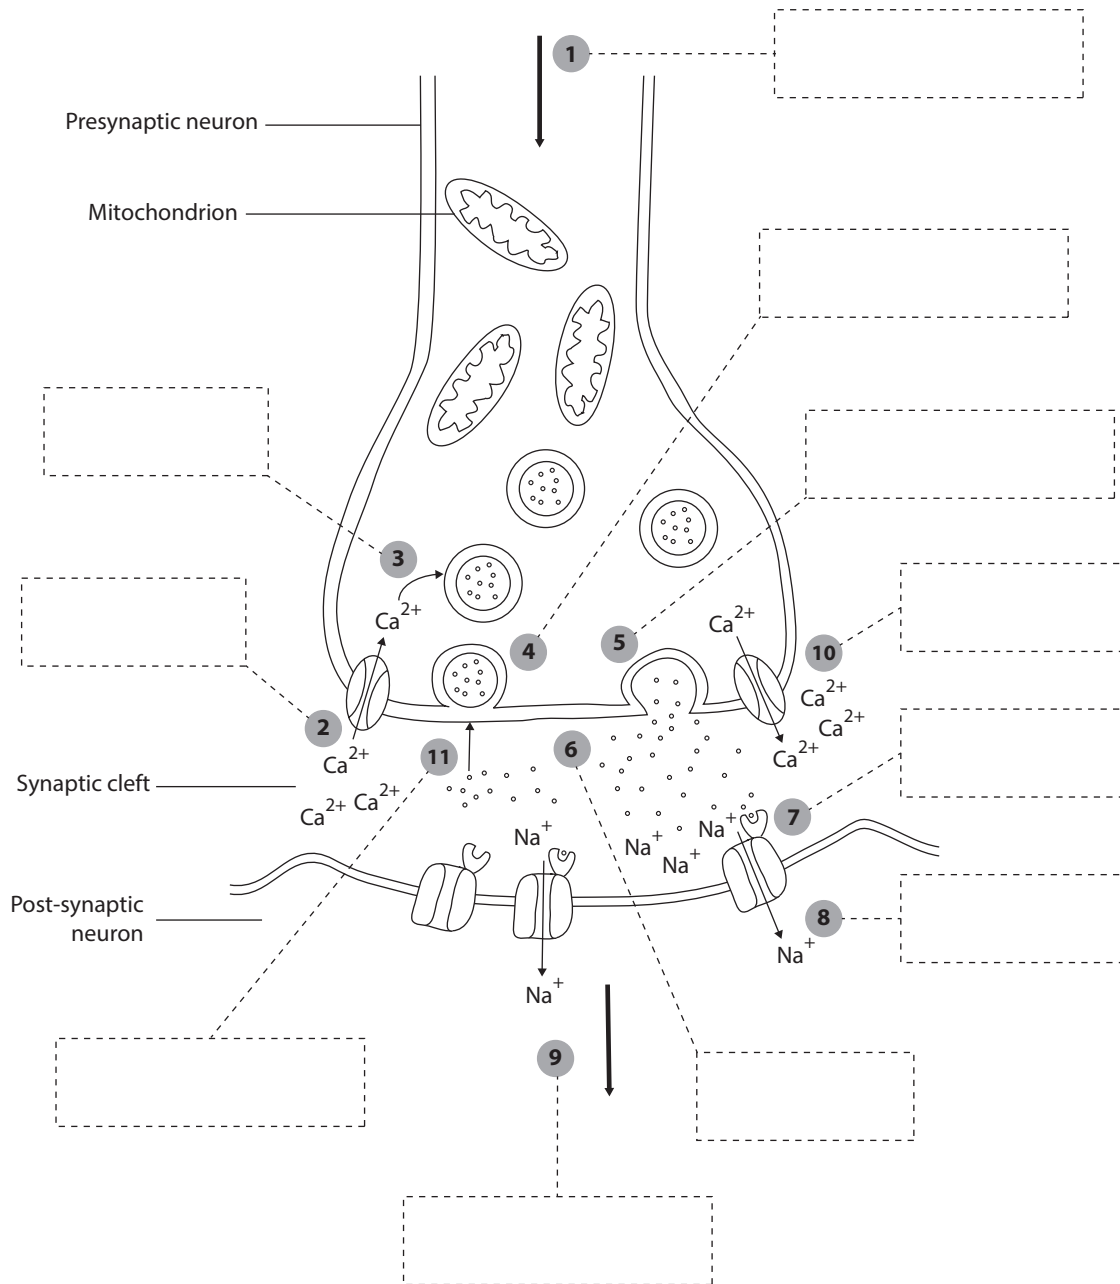 1
Presynaptic neuron
Mitochondrion
3
Ca2+
Ca2+
4
5
10
Ca2+
Ca2+
2
Ca2+
11
6
Ca2+
Synaptic cleft
Ca2+
Ca2+
7
Na+
Na+
Na+
Na+
Post-synaptic
neuron
8
Na+
Na+
9